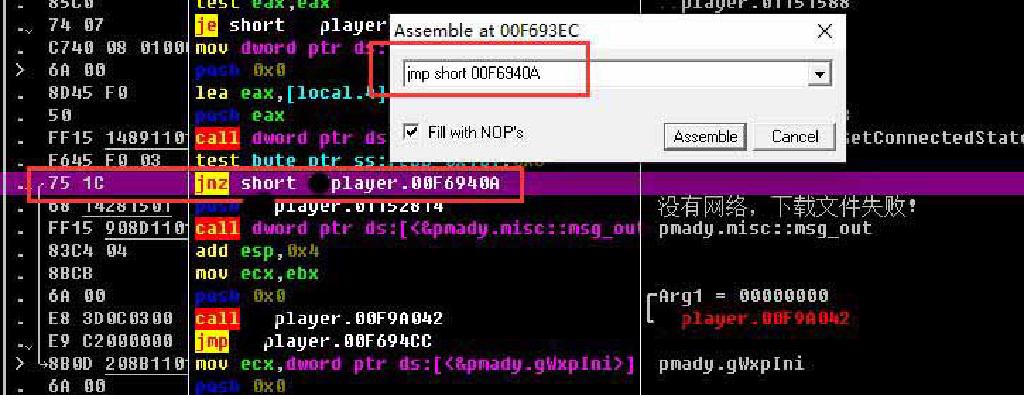 85C0 test eax,eax player.01151588
74 07 je short player
C740 08 0100 mov dword ptr ds:
6A 00 push 0x0
8D45 F0 lea eax,[local.4]
50 push eax
FF15 14891101 call dword ptr ds etConnectedState
F645 F0 03 test byte ptr ss:
75 1C jnz short player.00F6940A
68 14281501 push player.01152814 没有网络，下载文件失败!
FF15 908D1101 call dword ptr ds:[<&pmady.misc::msg_out pmady.misc::msg_out
83C4 04 add esp,0x4
8BCB mov ecx,ebx
6A 00 push 0x0 Arg1 = 00000000
E8 3D0C0300 call player.00F9A042 player.00F9A042
E9 C2000000 jmp player.00F694CC
8B0D 208B110 mov ecx,dword ptr ds:[<&pmady.gWxpIni>] pmady.gWxpIni
6A 00 push 0x0
Assemble at 00F693EC
jmp short 00F6940A
Fill with NOP's
Assemble Cancel